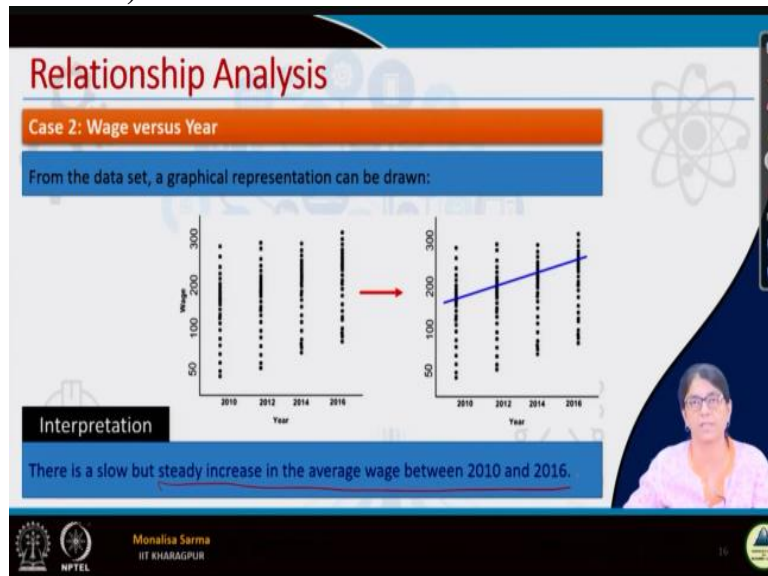 Relationship Analysis
Case 2: Wage versus Year
From the data set, a graphical representation can be drawn:
300
200
100
50
Wage
2010 2012 2014 2016
Year
300
200
100
50
2010 2012 2014 2016
Year
Interpretation
There is a slow but steady increase in the average wage between 2010 and 2016.
NPTEL
Monalisa Sarma
IIT KHARAGPUR
16